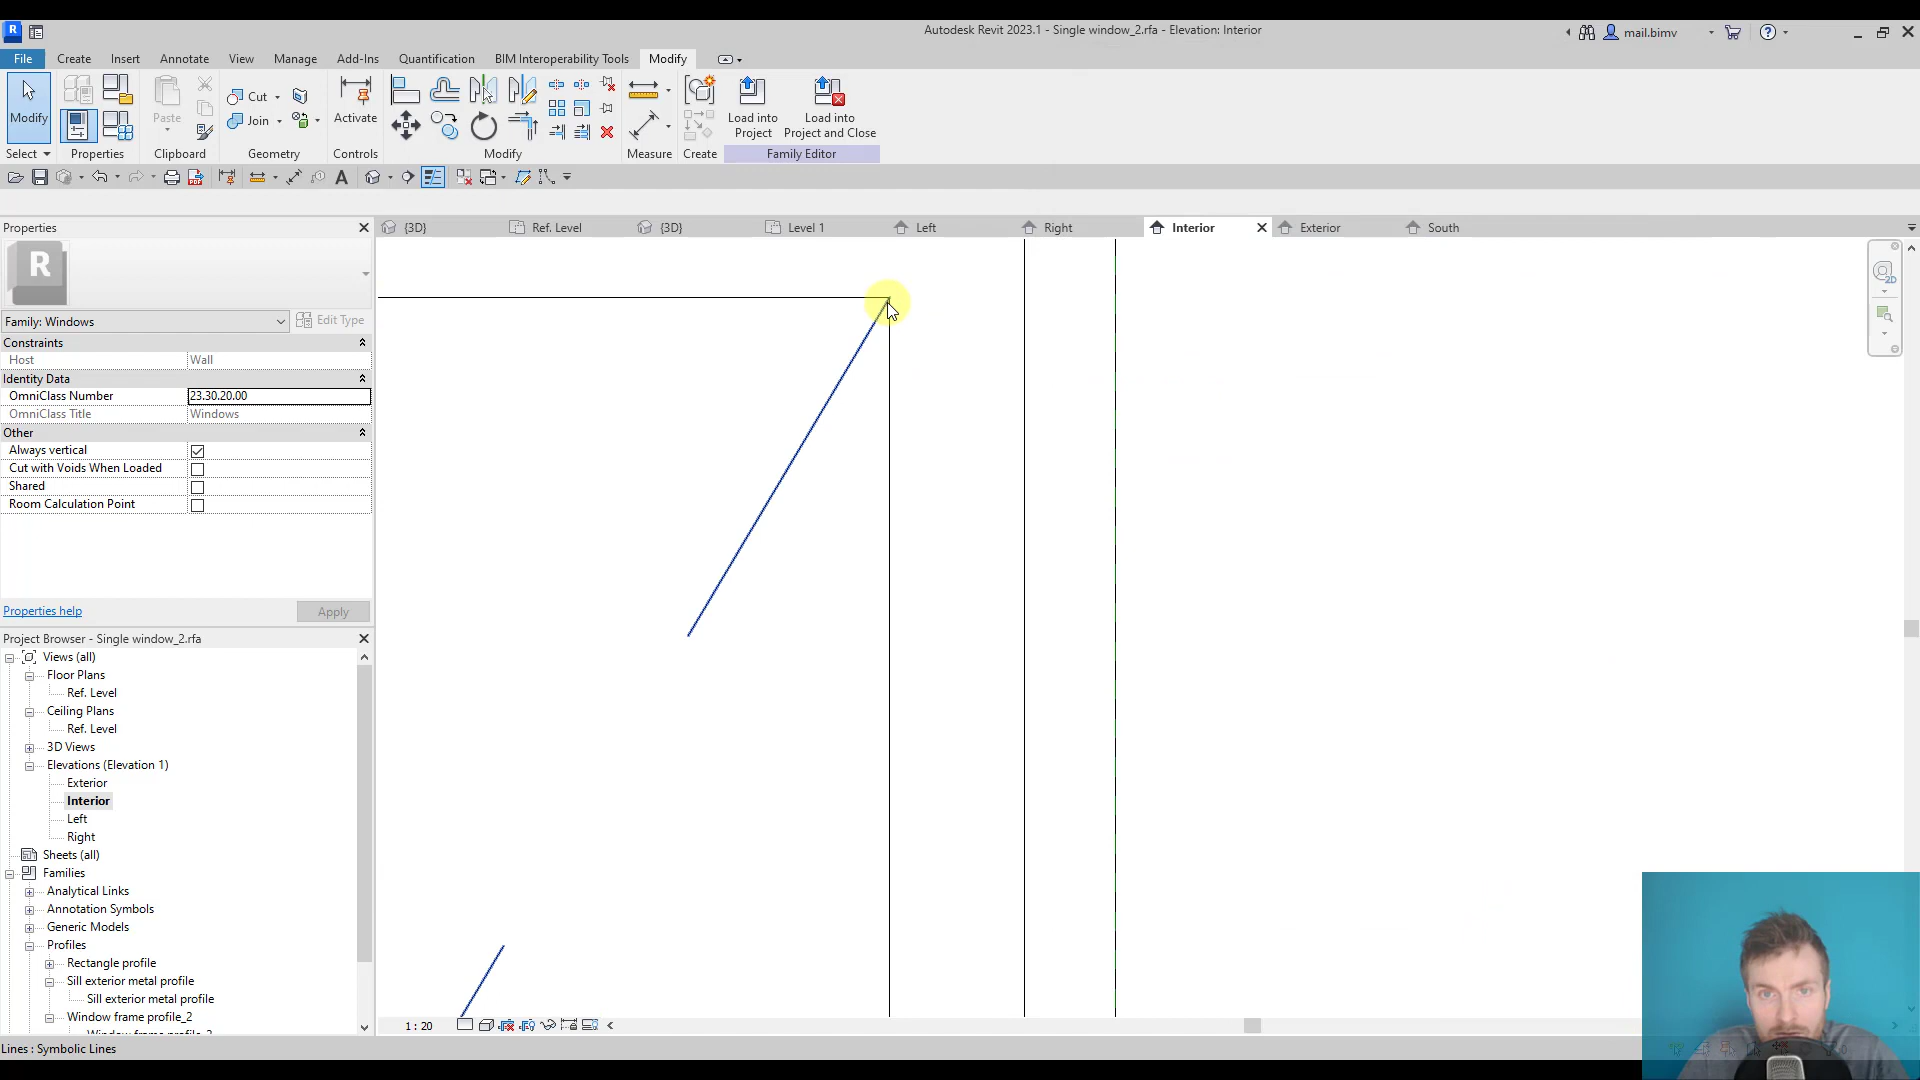 Autodesk Revit 2023.1 - Single window_2.rfa - Elevation: Interior
mail.bimv
File Create Insert Annotate View Manage Add-Ins Quantification BIM Interoperability Tools Modify
Modify
Paste
Cut
Join
Activate
Load into Project
Load into Project and Close
Select Properties Clipboard Geometry Controls Modify Measure Create Family Editor
Properties
{3D} Ref. Level {3D} Level 1 Left Right Interior Exterior South
R
Family: Windows
Edit Type
Constraints
Host Wall
Identity Data
OmniClass Number 23.30.20.00
OmniClass Title Windows
Other
Always vertical
Cut with Voids When Loaded
Shared
Room Calculation Point
Properties help
Apply
Project Browser - Single window_2.rfa
Views (all)
Floor Plans
Ref. Level
Ceiling Plans
Ref. Level
3D Views
Elevations (Elevation 1)
Exterior
Interior
Left
Right
Sheets (all)
Families
Analytical Links
Annotation Symbols
Generic Models
Profiles
Rectangle profile
Sill exterior metal profile
Sill exterior metal profile
Window frame profile_2
Window frame profile_2
1 : 20
Lines : Symbolic Lines